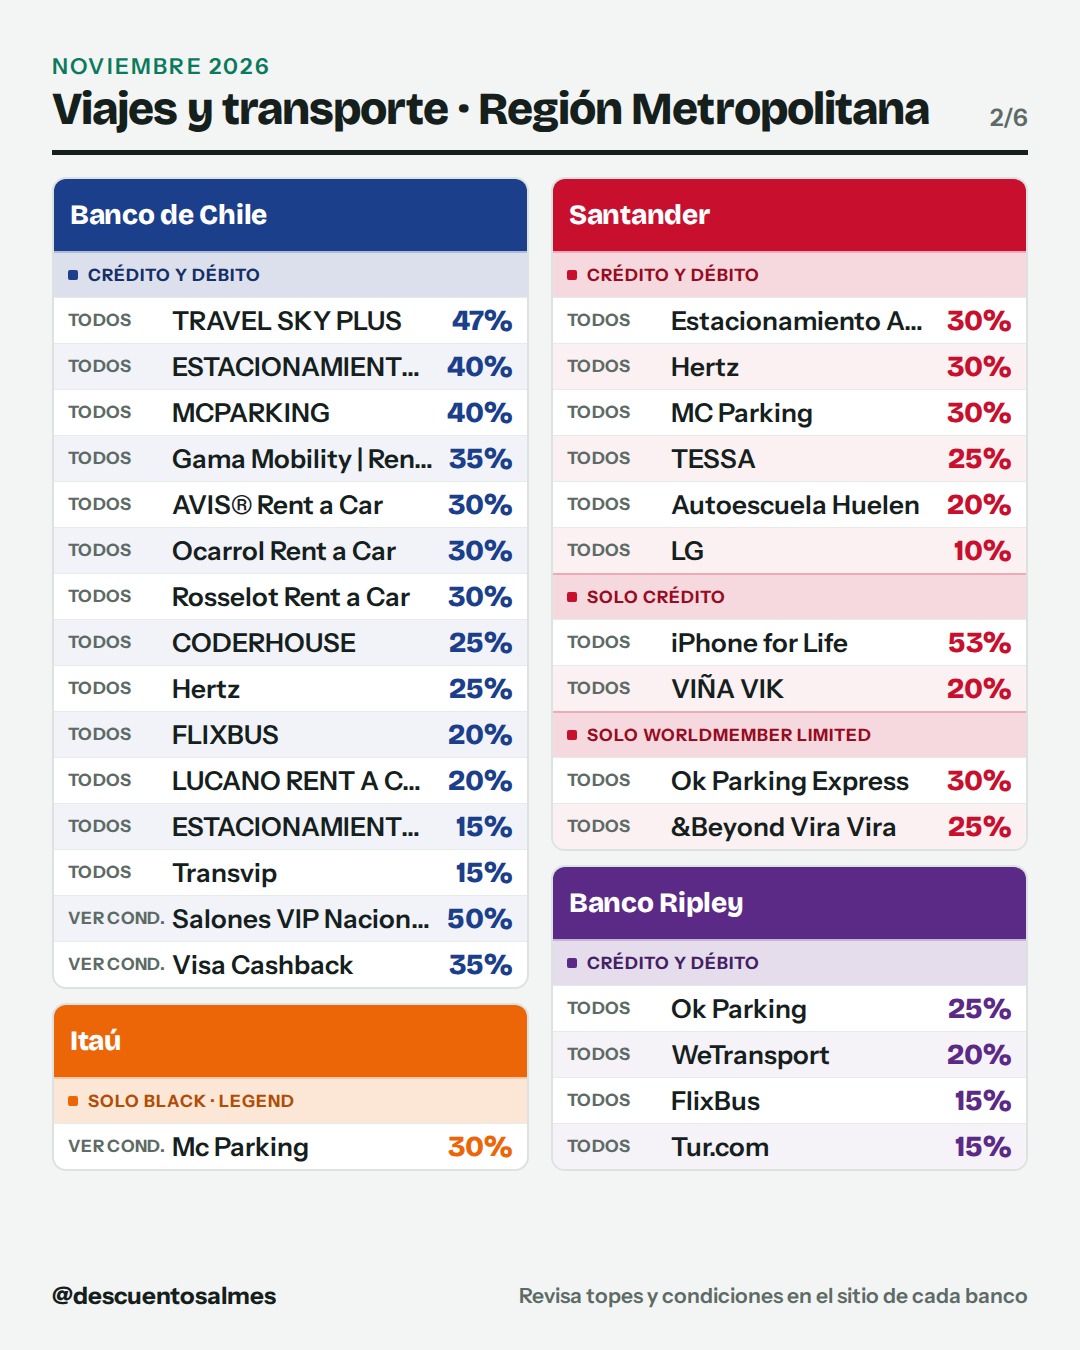 NOVIEMBRE 2026
Viajes y transporte · Región Metropolitana
2/6
Banco de Chile
CRÉDITO Y DÉBITO
TODOS TRAVEL SKY PLUS 47%
TODOS ESTACIONAMIENT... 40%
TODOS MCPARKING 40%
TODOS Gama Mobility | Ren... 35%
TODOS AVIS® Rent a Car 30%
TODOS Ocarrol Rent a Car 30%
TODOS Rosselot Rent a Car 30%
TODOS CODERHOUSE 25%
TODOS Hertz 25%
TODOS FLIXBUS 20%
TODOS LUCANO RENT A C... 20%
TODOS ESTACIONAMIENT... 15%
TODOS Transvip 15%
VER COND. Salones VIP Nacion... 50%
VER COND. Visa Cashback 35%
Itaú
SOLO BLACK · LEGEND
VER COND. Mc Parking 30%
Santander
CRÉDITO Y DÉBITO
TODOS Estacionamiento A... 30%
TODOS Hertz 30%
TODOS MC Parking 30%
TODOS TESSA 25%
TODOS Autoescuela Huelen 20%
TODOS LG 10%
SOLO CRÉDITO
TODOS iPhone for Life 53%
TODOS VIÑA VIK 20%
SOLO WORLDMEMBER LIMITED
TODOS Ok Parking Express 30%
TODOS &Beyond Vira Vira 25%
Banco Ripley
CRÉDITO Y DÉBITO
TODOS Ok Parking 25%
TODOS WeTransport 20%
TODOS FlixBus 15%
TODOS Tur.com 15%
@descuentosalmes
Revisa topes y condiciones en el sitio de cada banco